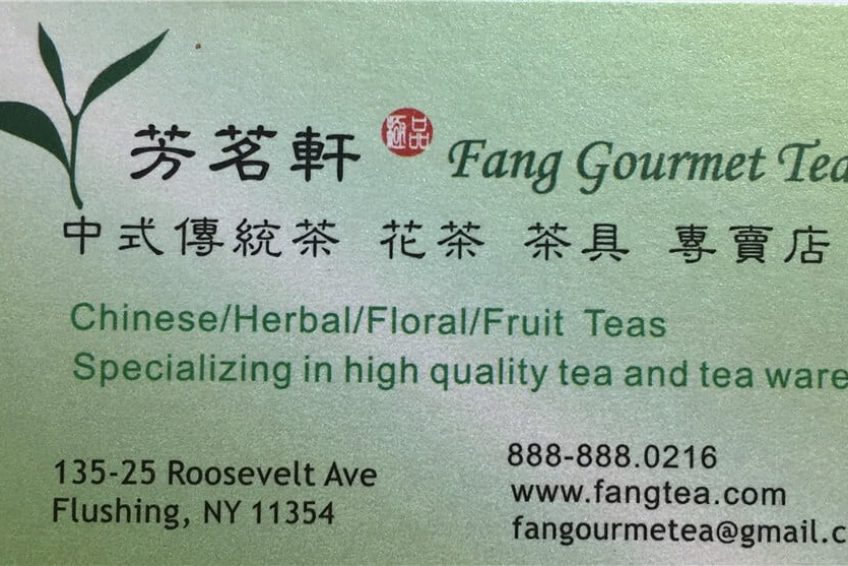 芳茗軒 極品 Fang Gourmet Tea
中式傳統茶 花茶 茶具 專賣店
Chinese/Herbal/Floral/Fruit Teas
Specializing in high quality tea and tea ware
135-25 Roosevelt Ave
Flushing, NY 11354
888-888.0216
www.fangtea.com
fangourmetea@gmail.c